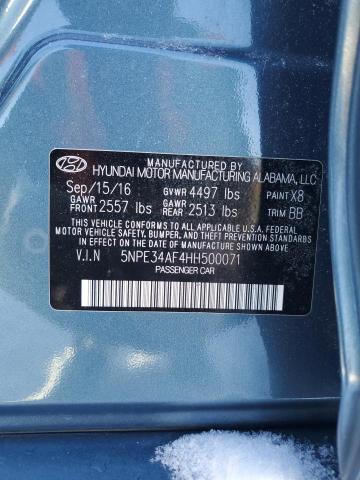 MANUFACTURED BY
HYUNDAI MOTOR MANUFACTURING ALABAMA, LLC
Sep/15/16 GVWR 4497 lbs PAINT X8
GAWR FRONT 2557 lbs GAWR REAR 2513 lbs TRIM BB
THIS VEHICLE CONFORMS TO ALL APPLICABLE U.S.A. FEDERAL
MOTOR VEHICLE SAFETY, BUMPER, AND THEFT PREVENTION
STANDARDS IN EFFECT ON THE DATE OF MANUFACTURE SHOWN ABOVE.
V.I.N 5NPE34AF4HH500071
PASSENGER CAR